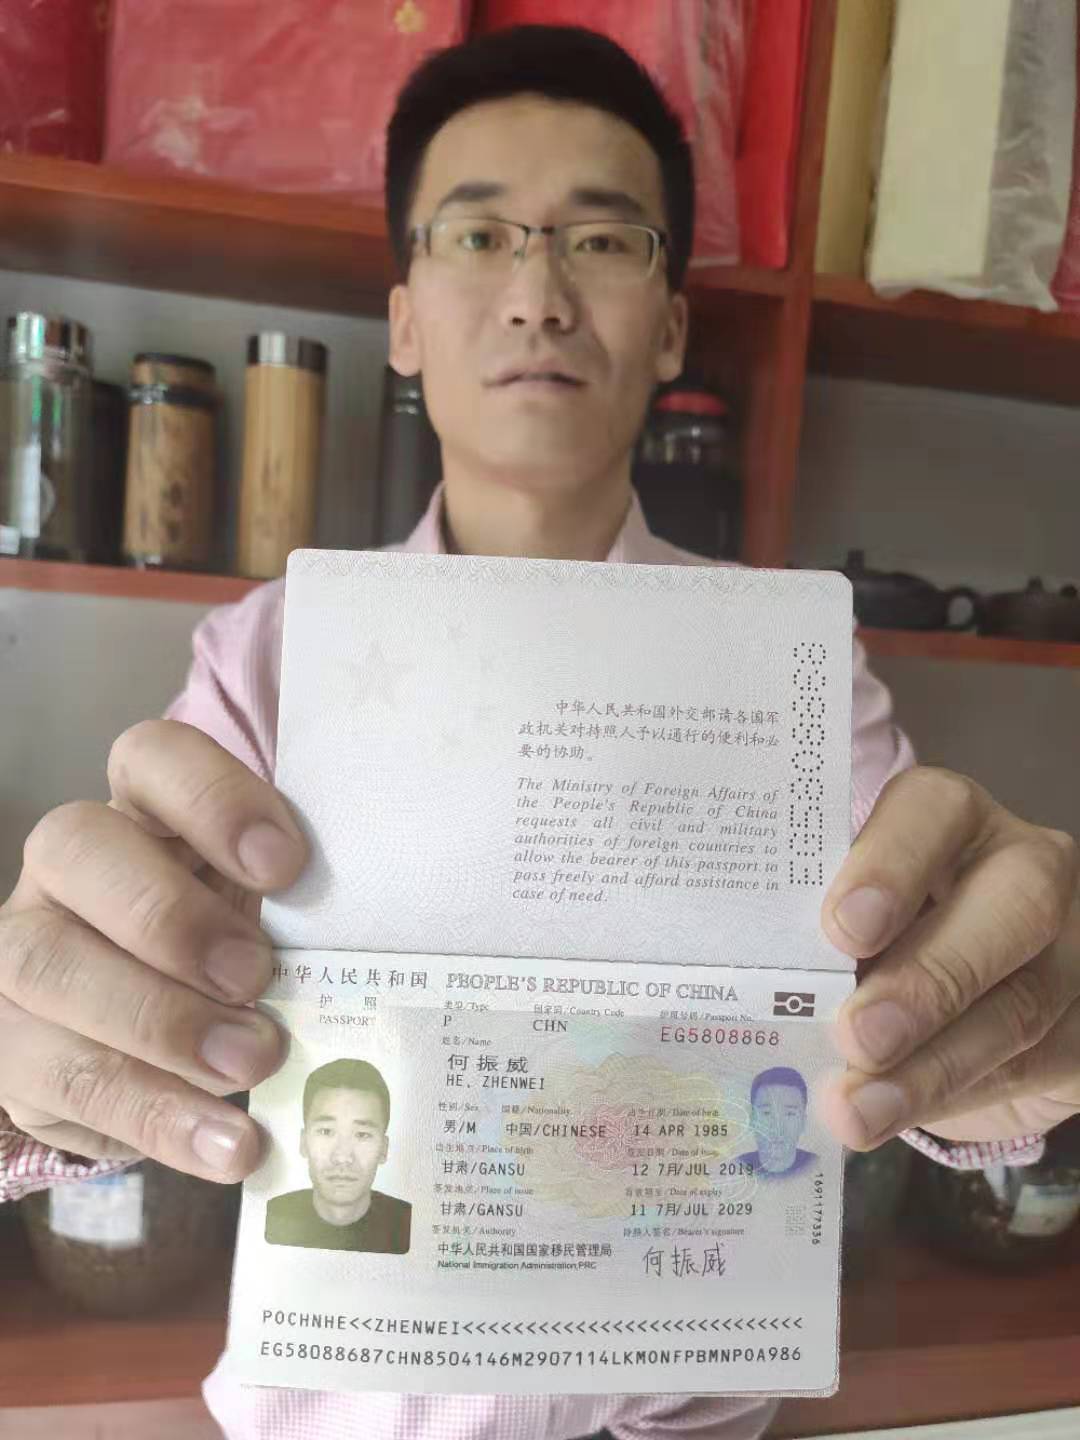 中华人民共和国外交部请各国军
政机关对持照人予以通行的便利和必
要的协助。
The Ministry of Foreign Affairs of
the People's Republic of China
requests all civil and military
authorities of foreign countries to
allow the bearer of this passport to
pass freely and afford assistance in
case of need.
EG5808868
中华人民共和国 PEOPLE'S REPUBLIC OF CHINA
护照
PASSPORT
类型/Type 国家码/Country Code 护照号码/Passport No.
P CHN EG5808868
姓名/Name
何振威
HE, ZHENWEI
性别/Sex 国籍/Nationality 出生日期/Date of birth
男/M 中国/CHINESE 14 APR 1985
出生地点/Place of birth 签发日期/Date of issue
甘肃/GANSU 12 7月/JUL 2019
签发地点/Place of issue 有效期至/Date of expiry
甘肃/GANSU 11 7月/JUL 2029
签发机关/Authority 持照人签名/Bearer's signature
中华人民共和国国家移民管理局
National Immigration Administration,PRC
何振威
1691177336
POCHNHE<<ZHENWEI<<<<<<<<<<<<<<<<<<<<<<<<<<<<
EG58088687CHN8504146M2907114LKMONFPBMNPOA986